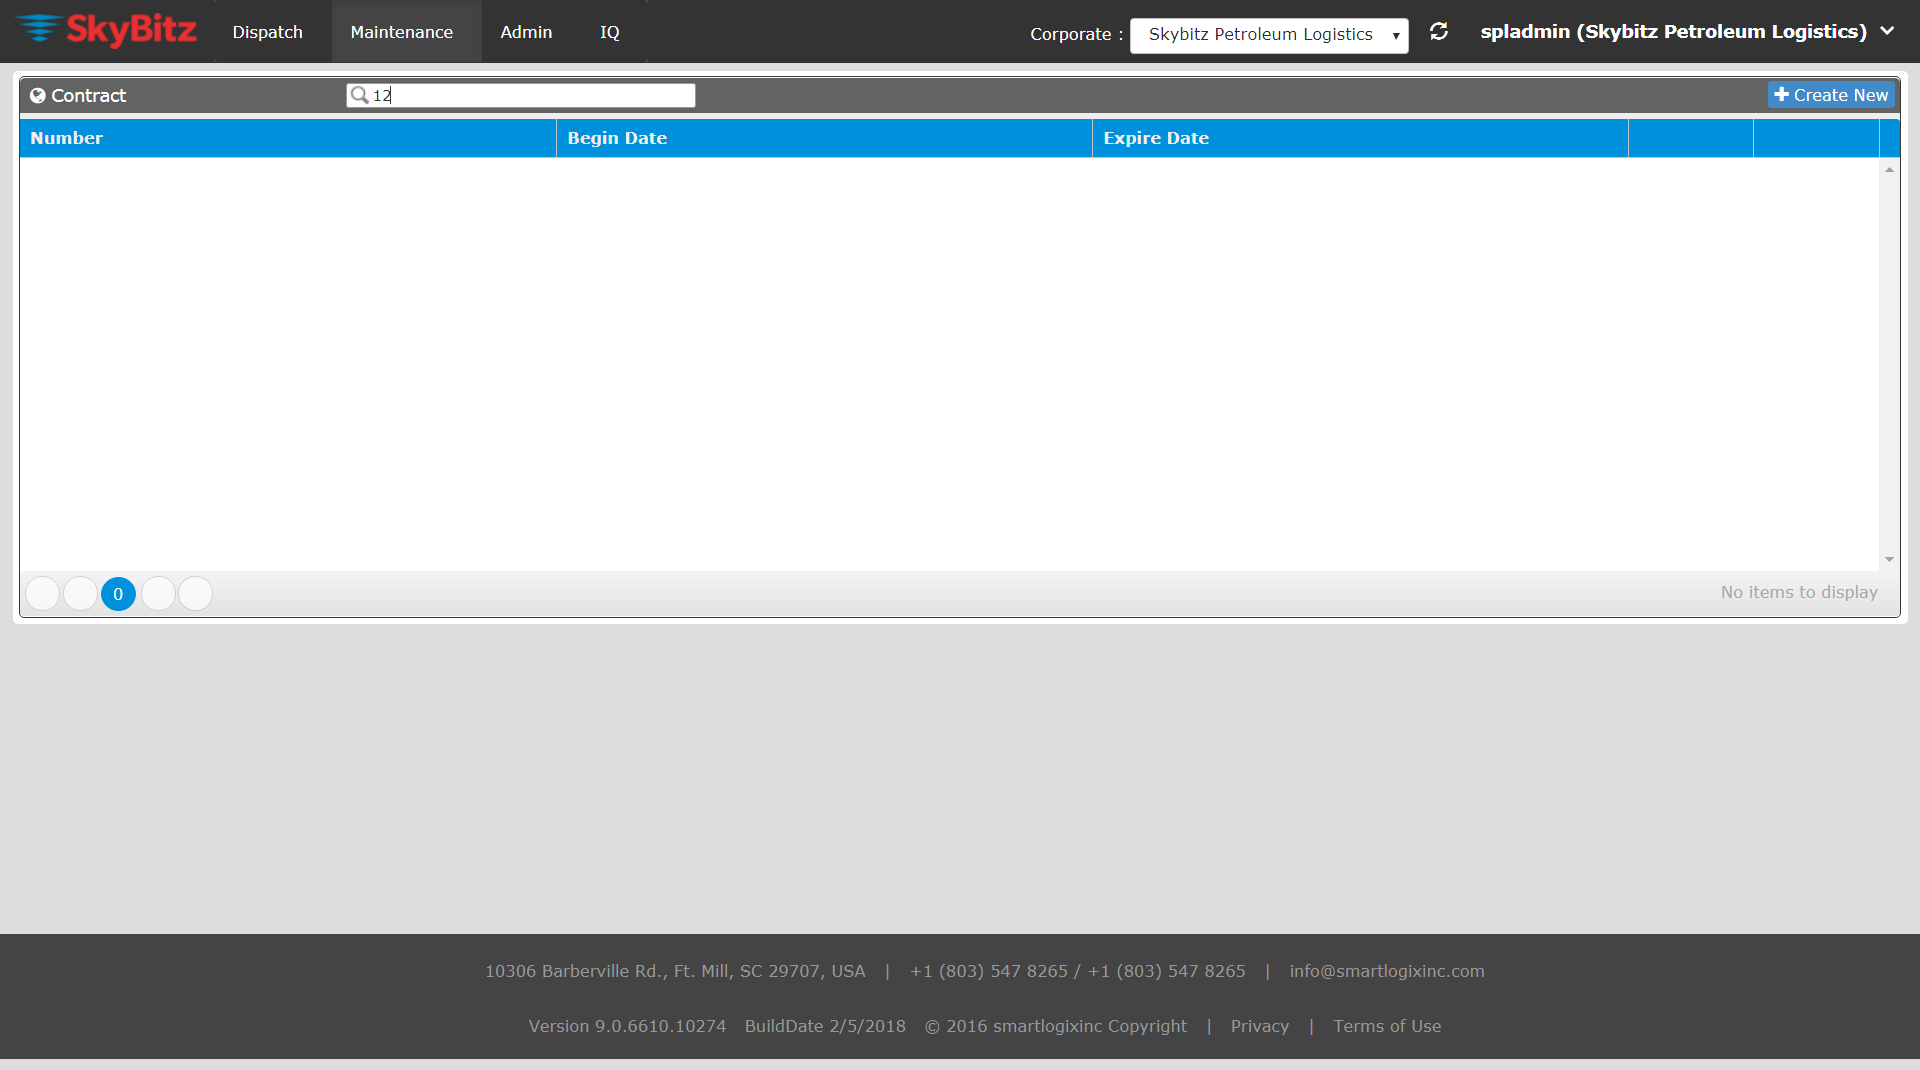 SkyBitz Dispatch Maintenance Admin IQ Corporate : Skybitz Petroleum Logistics spladmin (Skybitz Petroleum Logistics)
Contract 12 Create New
Number Begin Date Expire Date
0 No items to display
10306 Barberville Rd., Ft. Mill, SC 29707, USA | +1 (803) 547 8265 / +1 (803) 547 8265 | info@smartlogixinc.com
Version 9.0.6610.10274 BuildDate 2/5/2018 © 2016 smartlogixinc Copyright | Privacy | Terms of Use